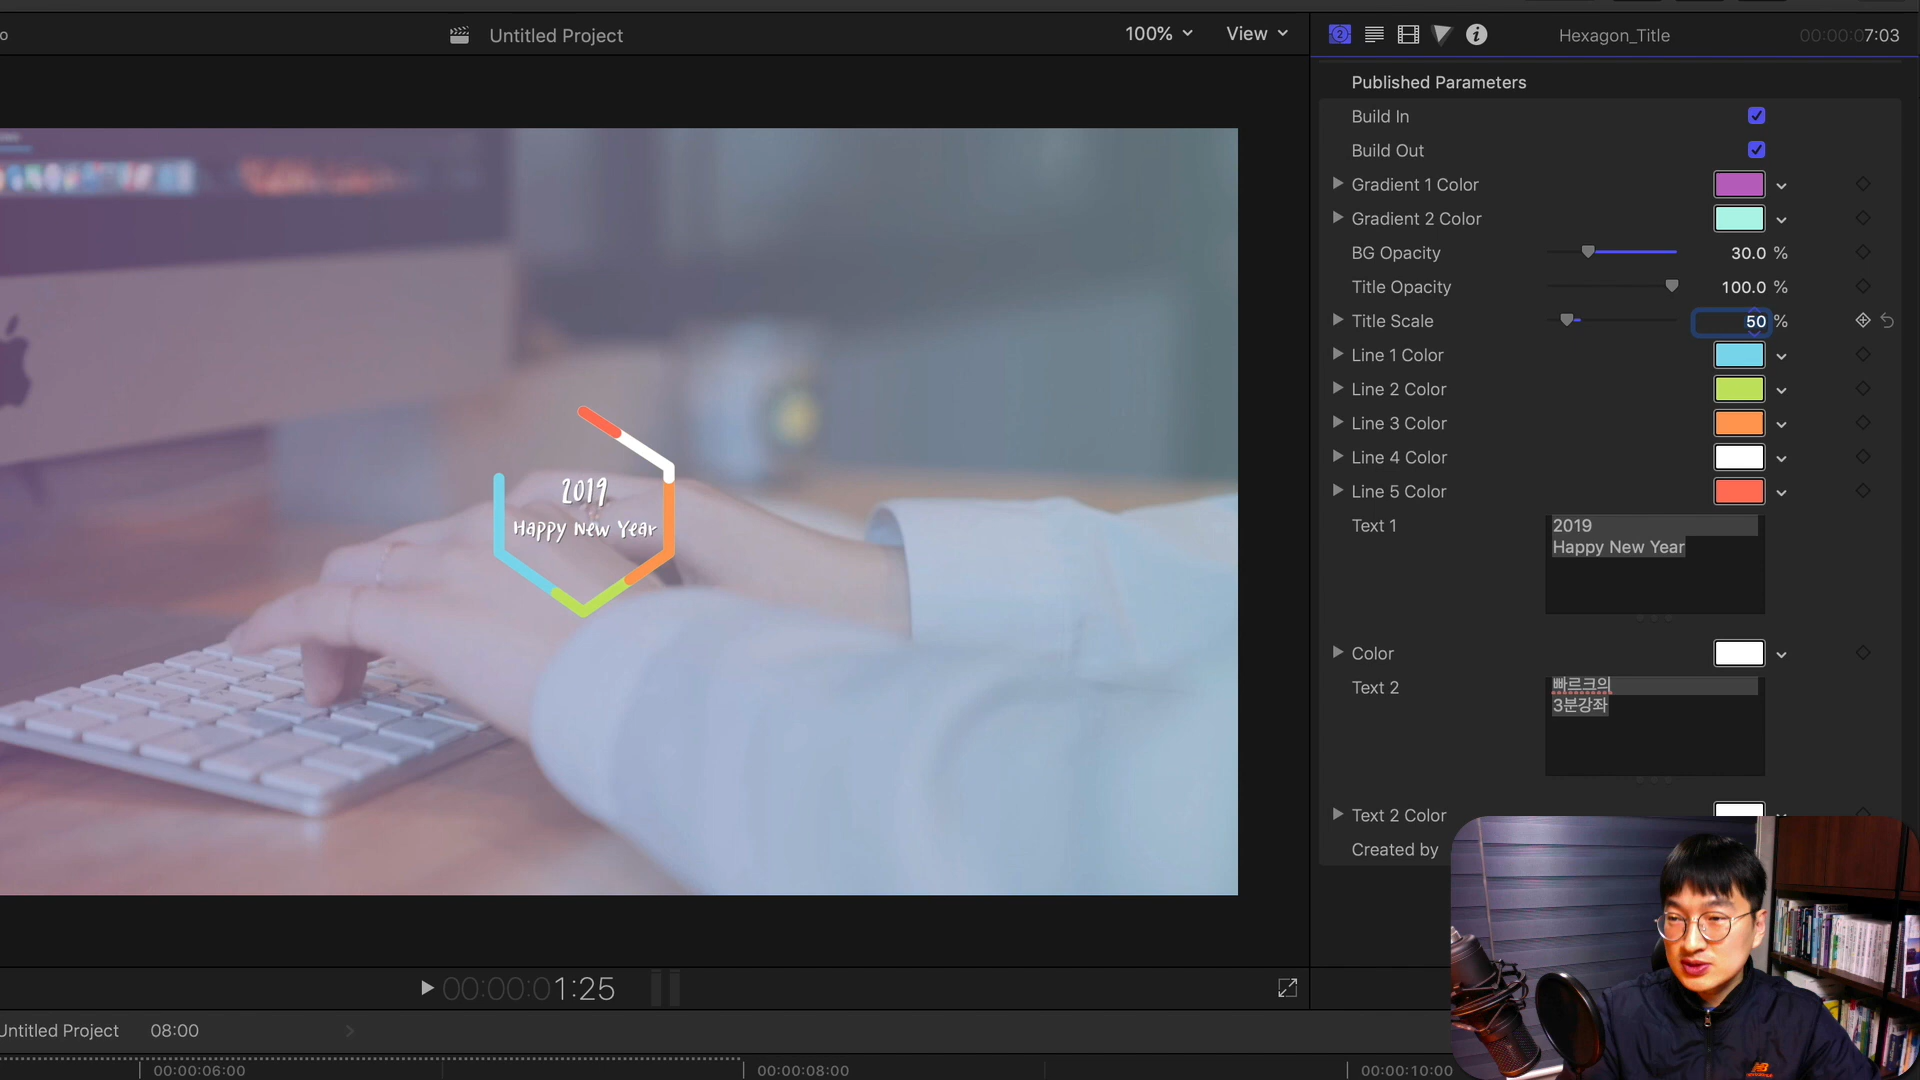 Untitled Project
100%
View
Hexagon_Title
00:00:07:03
Published Parameters
Build In
Build Out
Gradient 1 Color
Gradient 2 Color
BG Opacity
30.0 %
Title Opacity
100.0 %
Title Scale
50 %
Line 1 Color
Line 2 Color
Line 3 Color
Line 4 Color
Line 5 Color
Text 1
2019
Happy New Year
Color
Text 2
빠르크의
3분강좌
Text 2 Color
Created by
2019
Happy New Year
00:00:01:25
Untitled Project
08:00
00:00:06:00
00:00:08:00
00:00:10:00